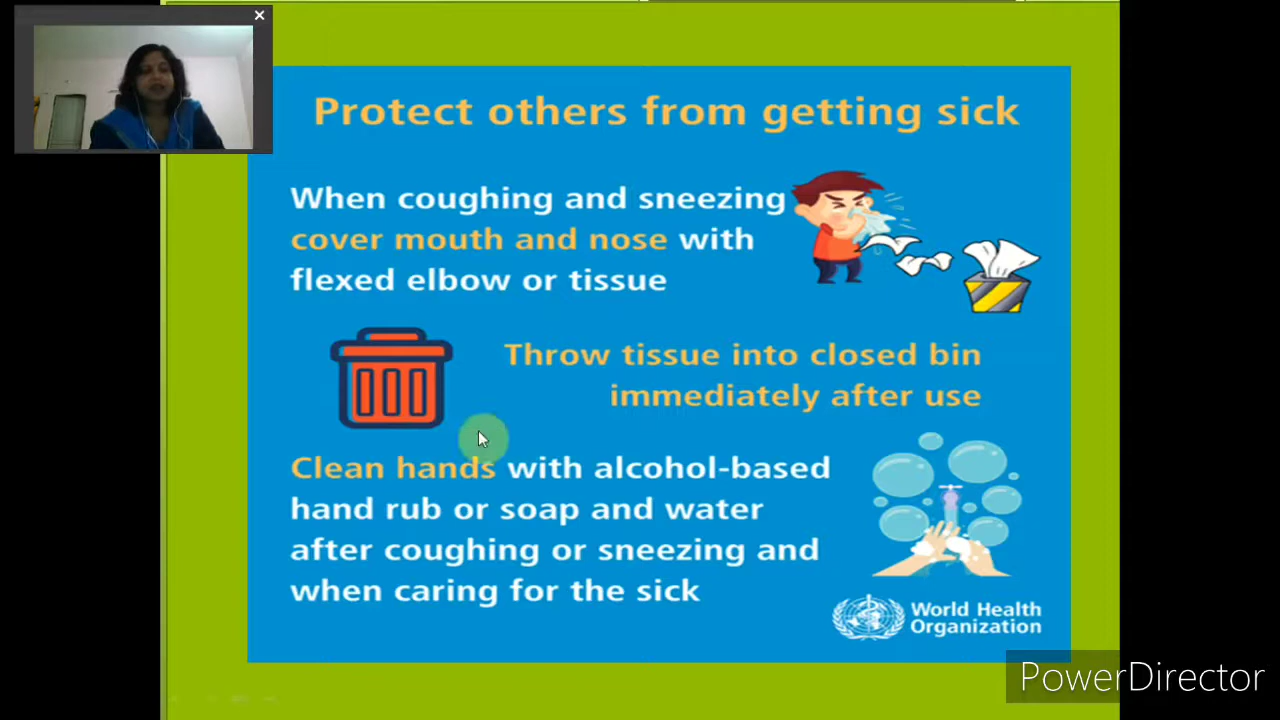 Protect others from getting sick
When coughing and sneezing
cover mouth and nose with
flexed elbow or tissue
Throw tissue into closed bin
immediately after use
Clean hands with alcohol-based
hand rub or soap and water
after coughing or sneezing and
when caring for the sick
World Health
Organization
PowerDirector